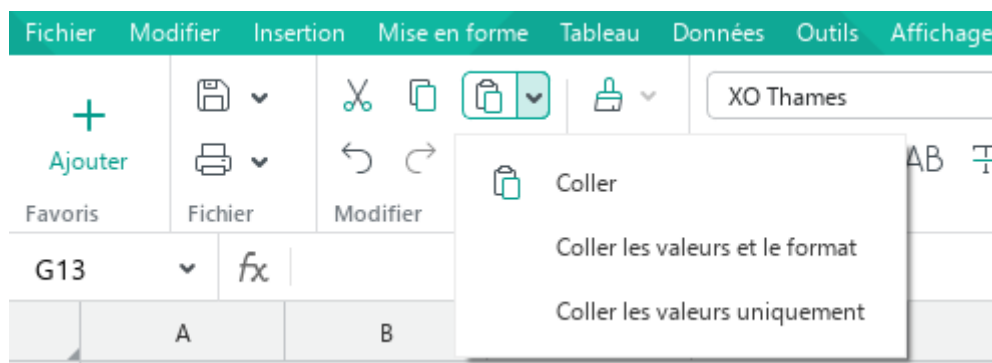 Fichier Modifier Insertion Mise en forme Tableau Données Outils Affichage
XO Thames
Ajouter
AB
Coller
Favoris Fichier Modifier
Coller les valeurs et le format
G13 fx
Coller les valeurs uniquement
A B